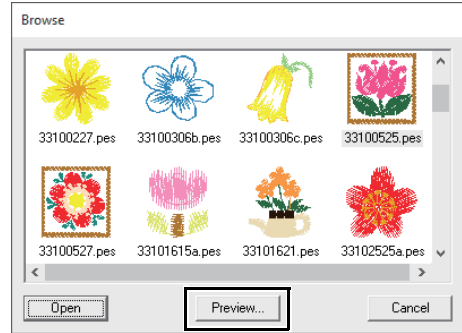 Browse
33100227.pes 33100306b.pes 33100306c.pes 33100525.pes
33100527.pes 33101615a.pes 33101621.pes 33102525a.pes
Open Preview... Cancel